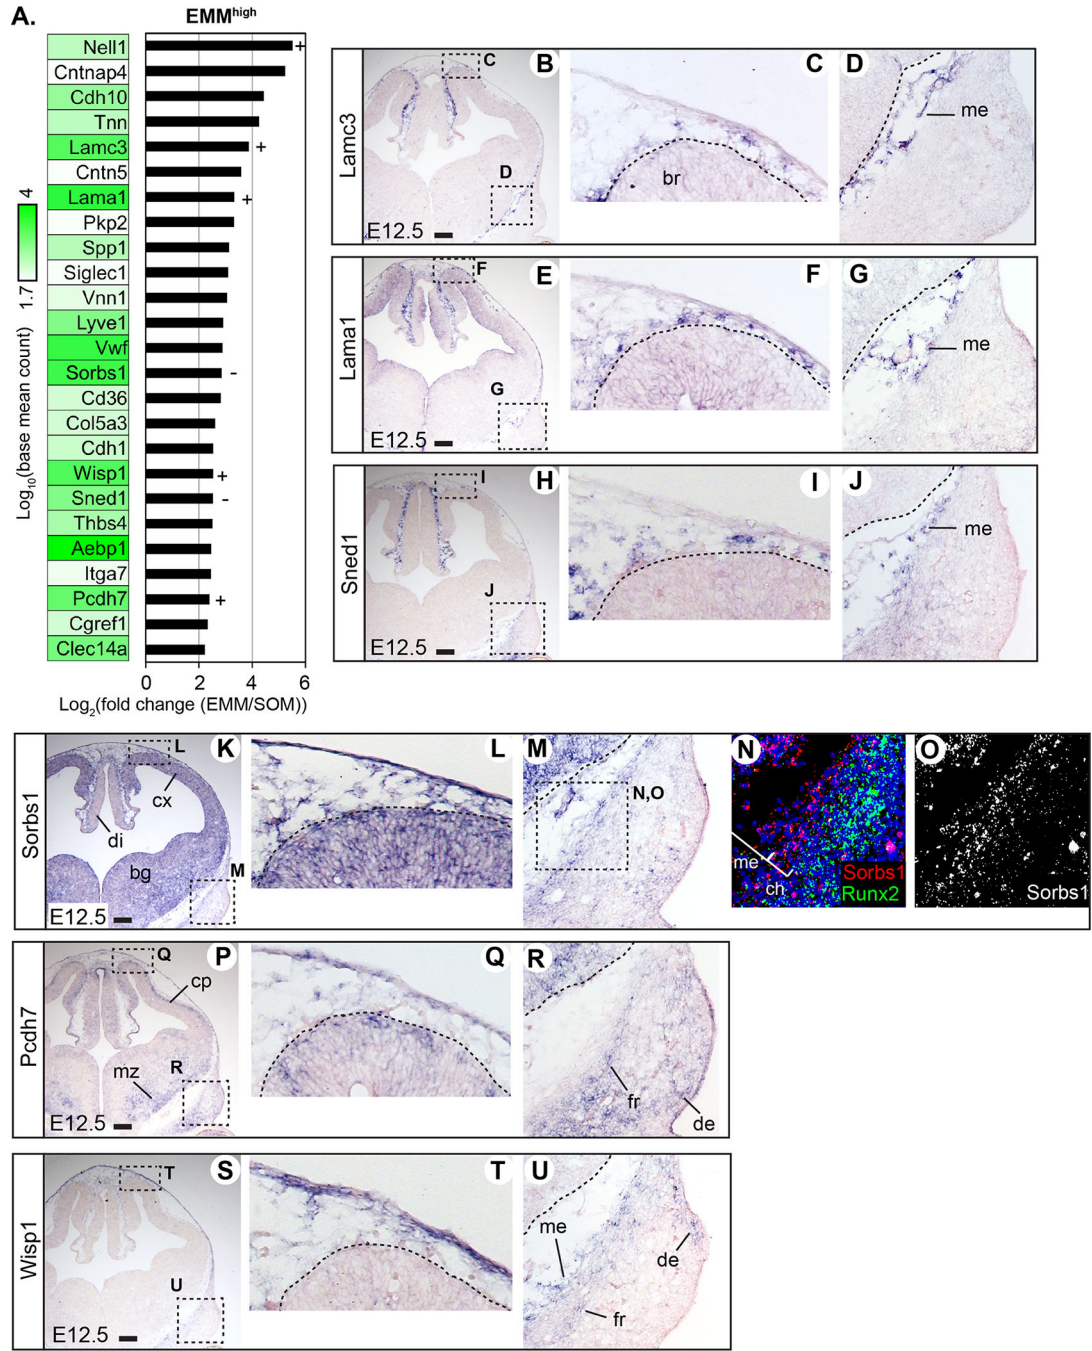 A.
EMMhigh
Nell1 +
Cntnap4
Cdh10
Tnn
Lamc3 +
Cntn5
Lama1 +
Pkp2
Spp1
Siglec1
Vnn1
Lyve1
Vwf
Sorbs1 -
Cd36
Col5a3
Cdh1
Wisp1 +
Sned1 -
Thbs4
Aebp1
Itga7
Pcdh7 +
Cgref1
Clec14a
0 2 4 6
Log2(fold change (EMM/SOM))
Log10(base mean count)
1.7 4
Lamc3
B
C
D
E12.5
C
br
D
me
Lama1
E
F
G
E12.5
F
G
me
Sned1
H
I
J
E12.5
I
J
me
Sorbs1
K
L
cx
di
bg
M
E12.5
L
M
N,O
N
me
ch
Sorbs1
Runx2
O
Sorbs1
Pcdh7
P
Q
cp
mz
R
E12.5
Q
R
fr
de
Wisp1
S
T
U
E12.5
T
U
me
de
fr